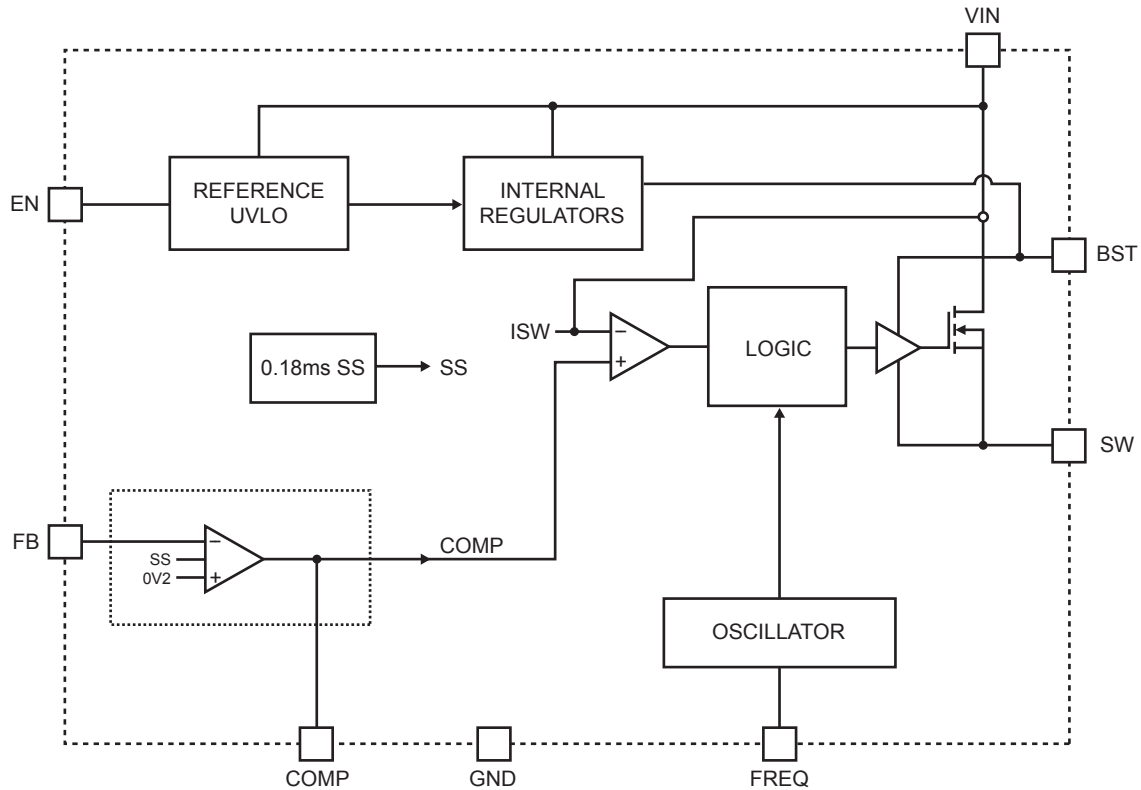 VIN
EN
REFERENCE
UVLO
INTERNAL
REGULATORS
BST
ISW
−
+
LOGIC
0.18ms SS
SS
SW
FB
−
SS
0V2
+
COMP
OSCILLATOR
COMP
GND
FREQ